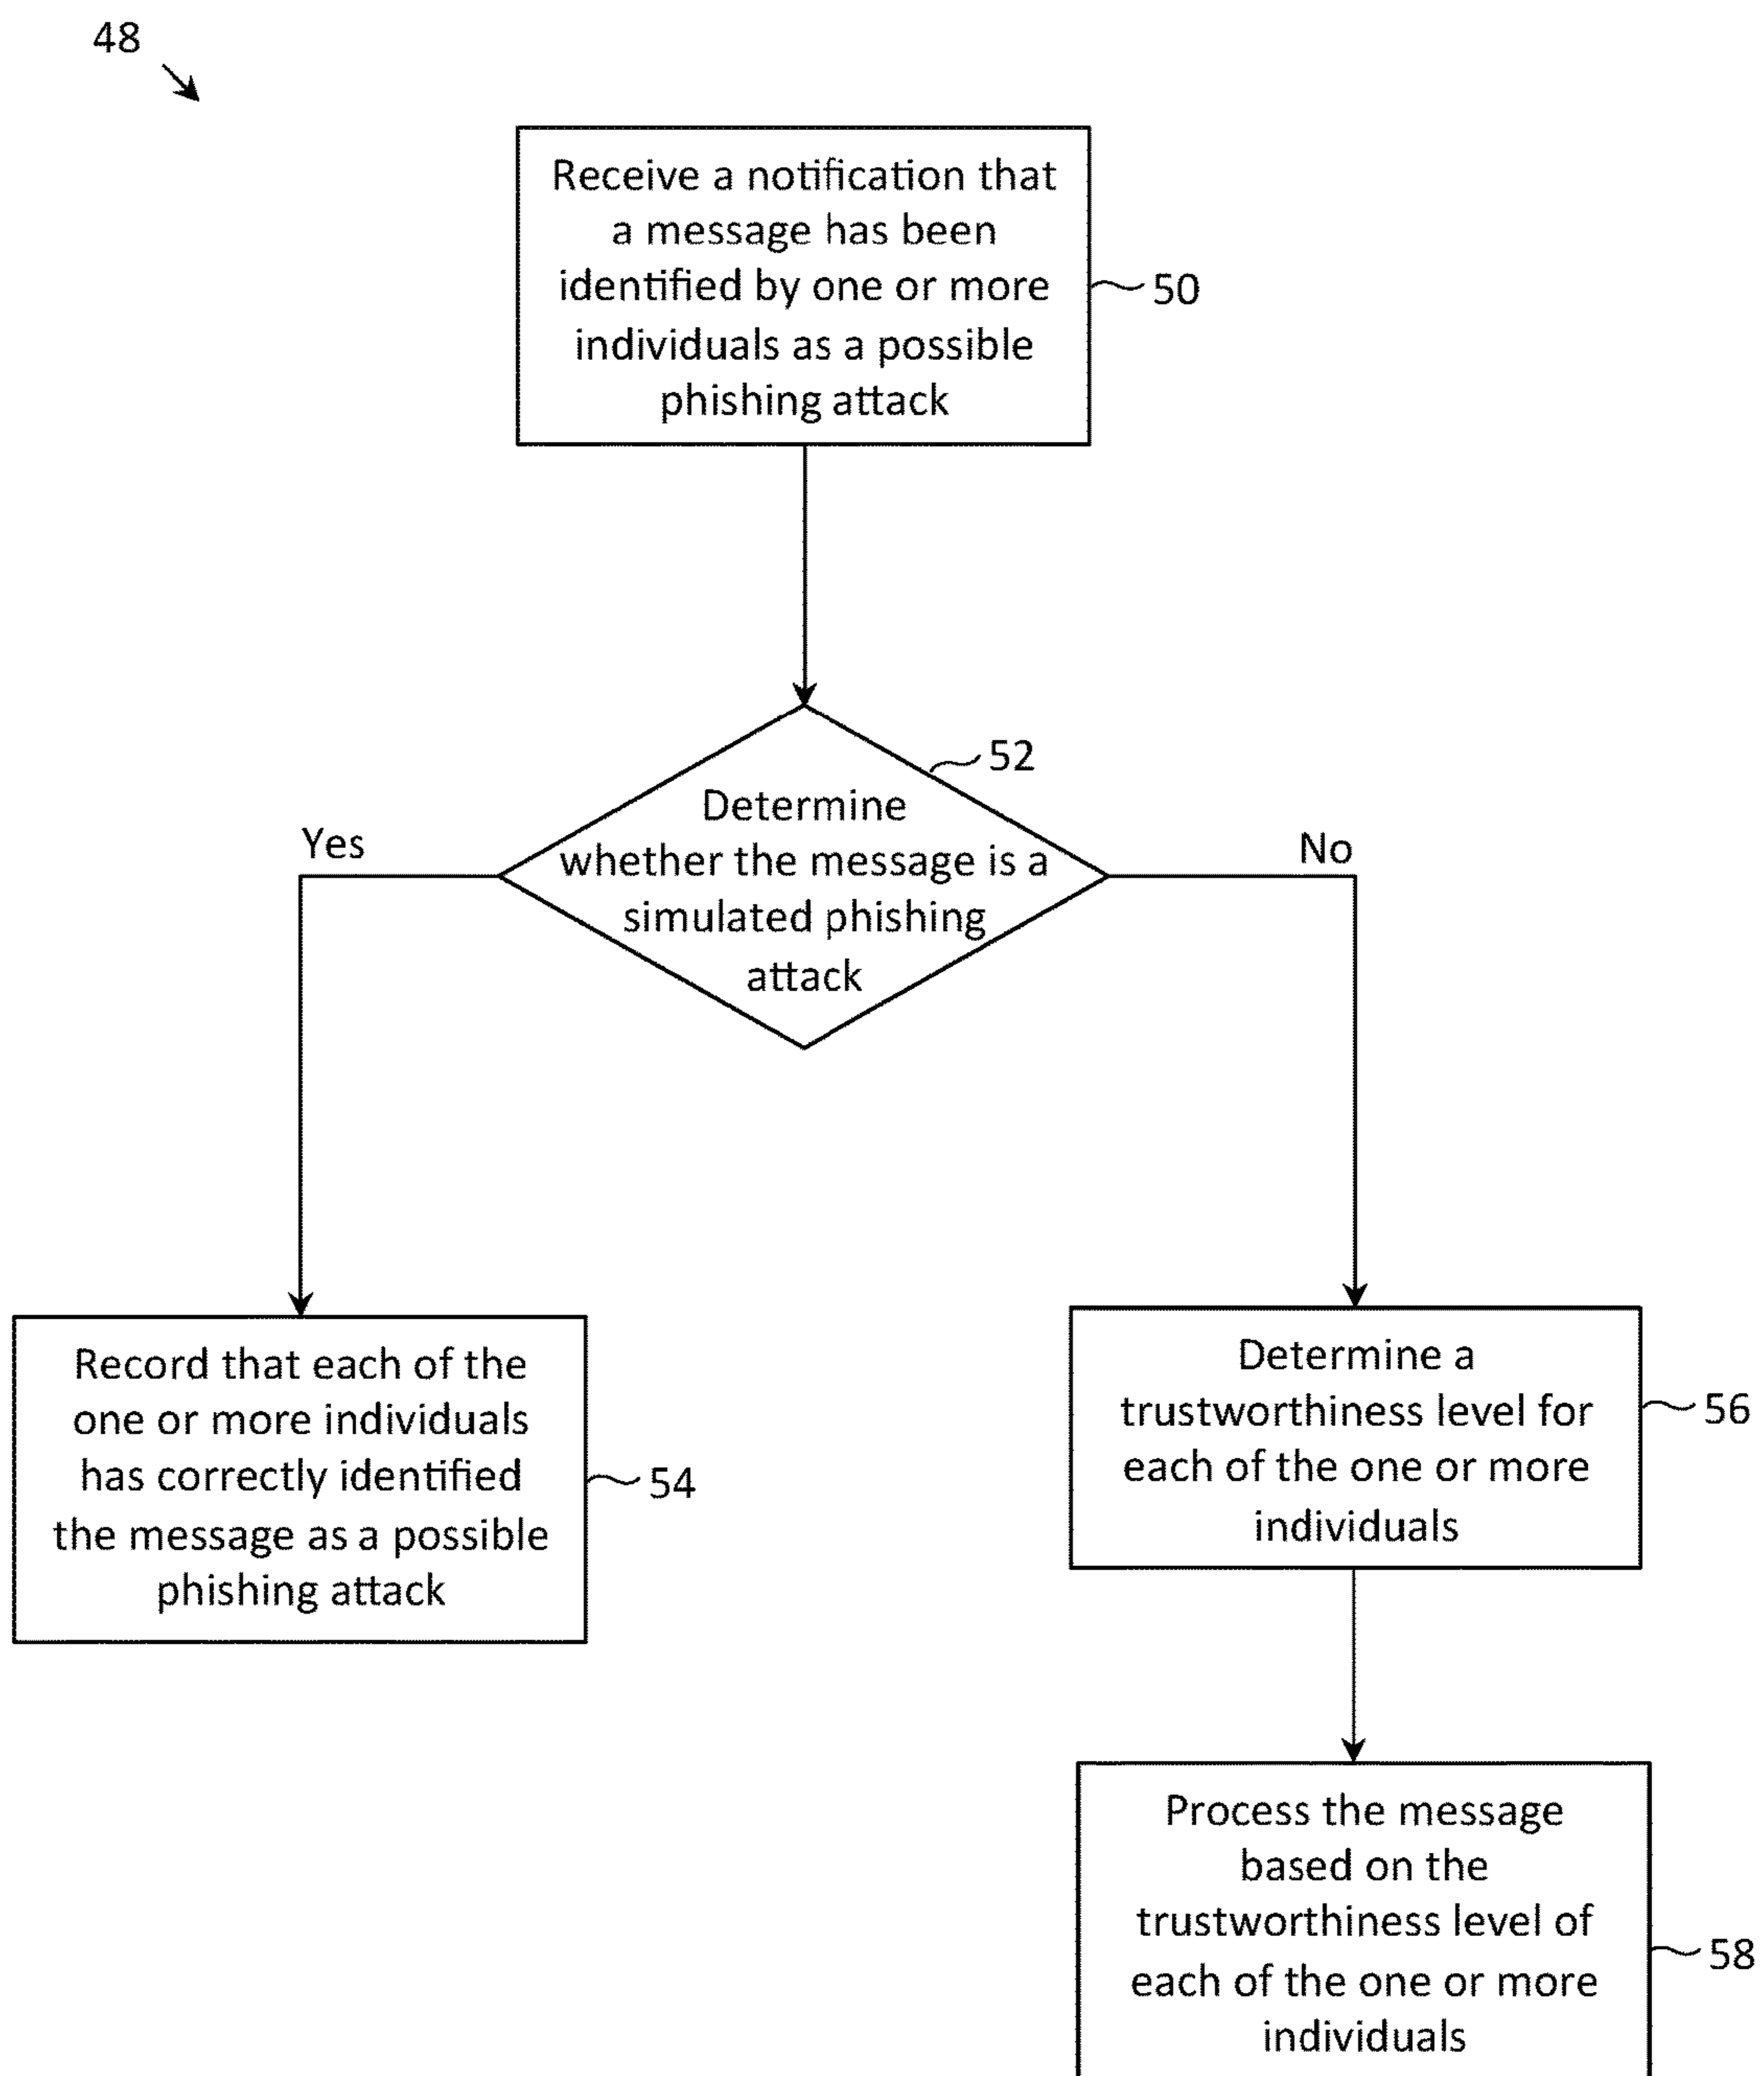 48
Receive a notification that
a message has been
identified by one or more
individuals as a possible
phishing attack
50
52
Determine
whether the message is a
simulated phishing
attack
Yes
No
Record that each of the
one or more individuals
has correctly identified
the message as a possible
phishing attack
54
Determine a
trustworthiness level for
each of the one or more
individuals
56
Process the message
based on the
trustworthiness level of
each of the one or more
individuals
58